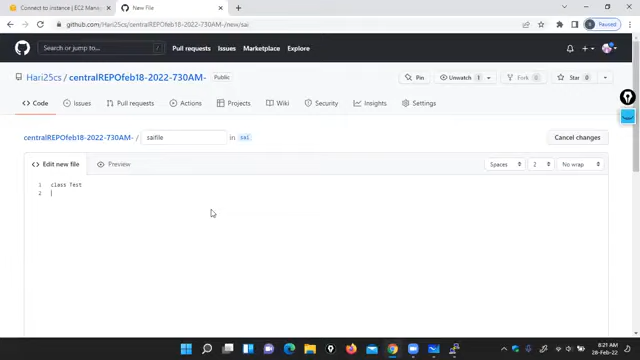 Connect to instance | EC2 Mana
New File
github.com/Hari25cs/centralREPOfeb18-2022-730AM-/new/sai
Paused
Search or jump to...
Pull requests Issues Marketplace Explore
Hari25cs / centralREPOfeb18-2022-730AM- Public
Pin Unwatch 1 Fork 0 Star 0
Code Issues Pull requests Actions Projects Wiki Security Insights Settings
centralREPOfeb18-2022-730AM- / saifile in sai Cancel changes
Edit new file Preview Spaces 2 No wrap
1 class Test
2
8:21 AM
28-Feb-22